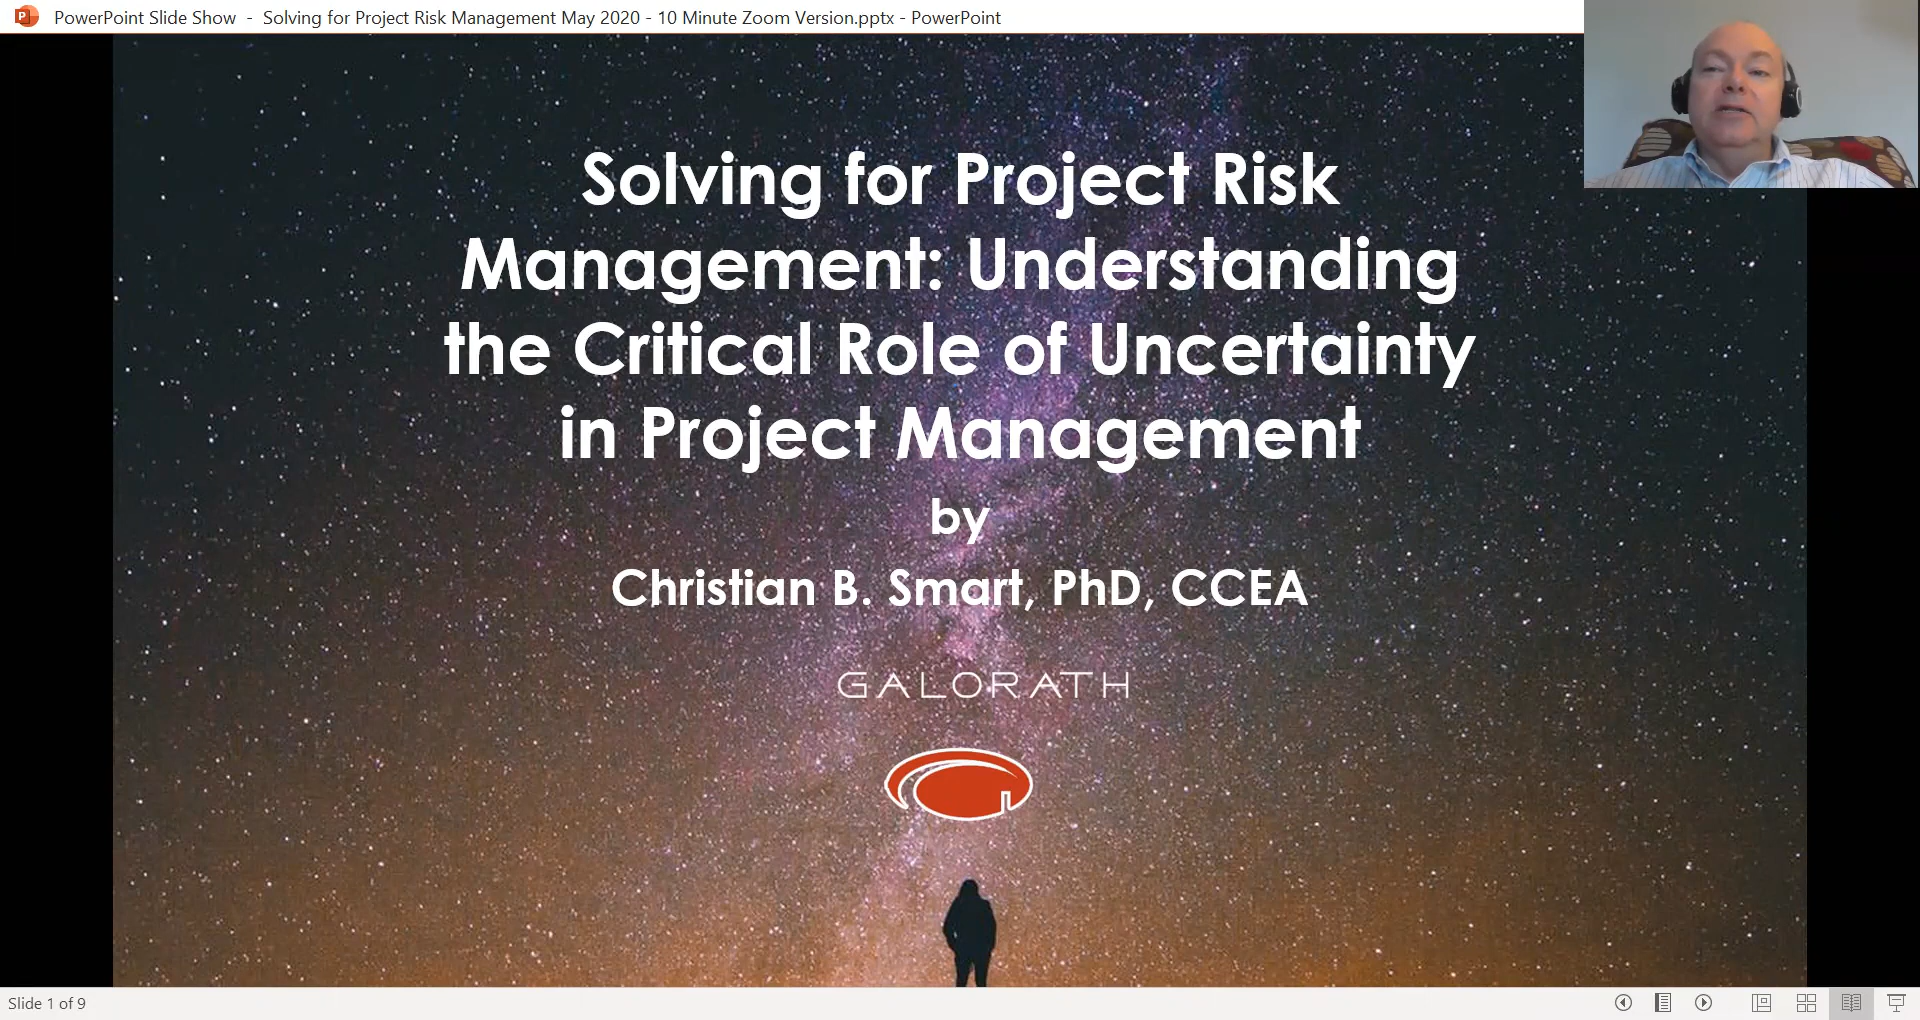 PowerPoint Slide Show - Solving for Project Risk Management May 2020 - 10 Minute Zoom Version.pptx - PowerPoint
Solving for Project Risk
Management: Understanding
the Critical Role of Uncertainty
in Project Management
by
Christian B. Smart, PhD, CCEA
GALORATH
Slide 1 of 9